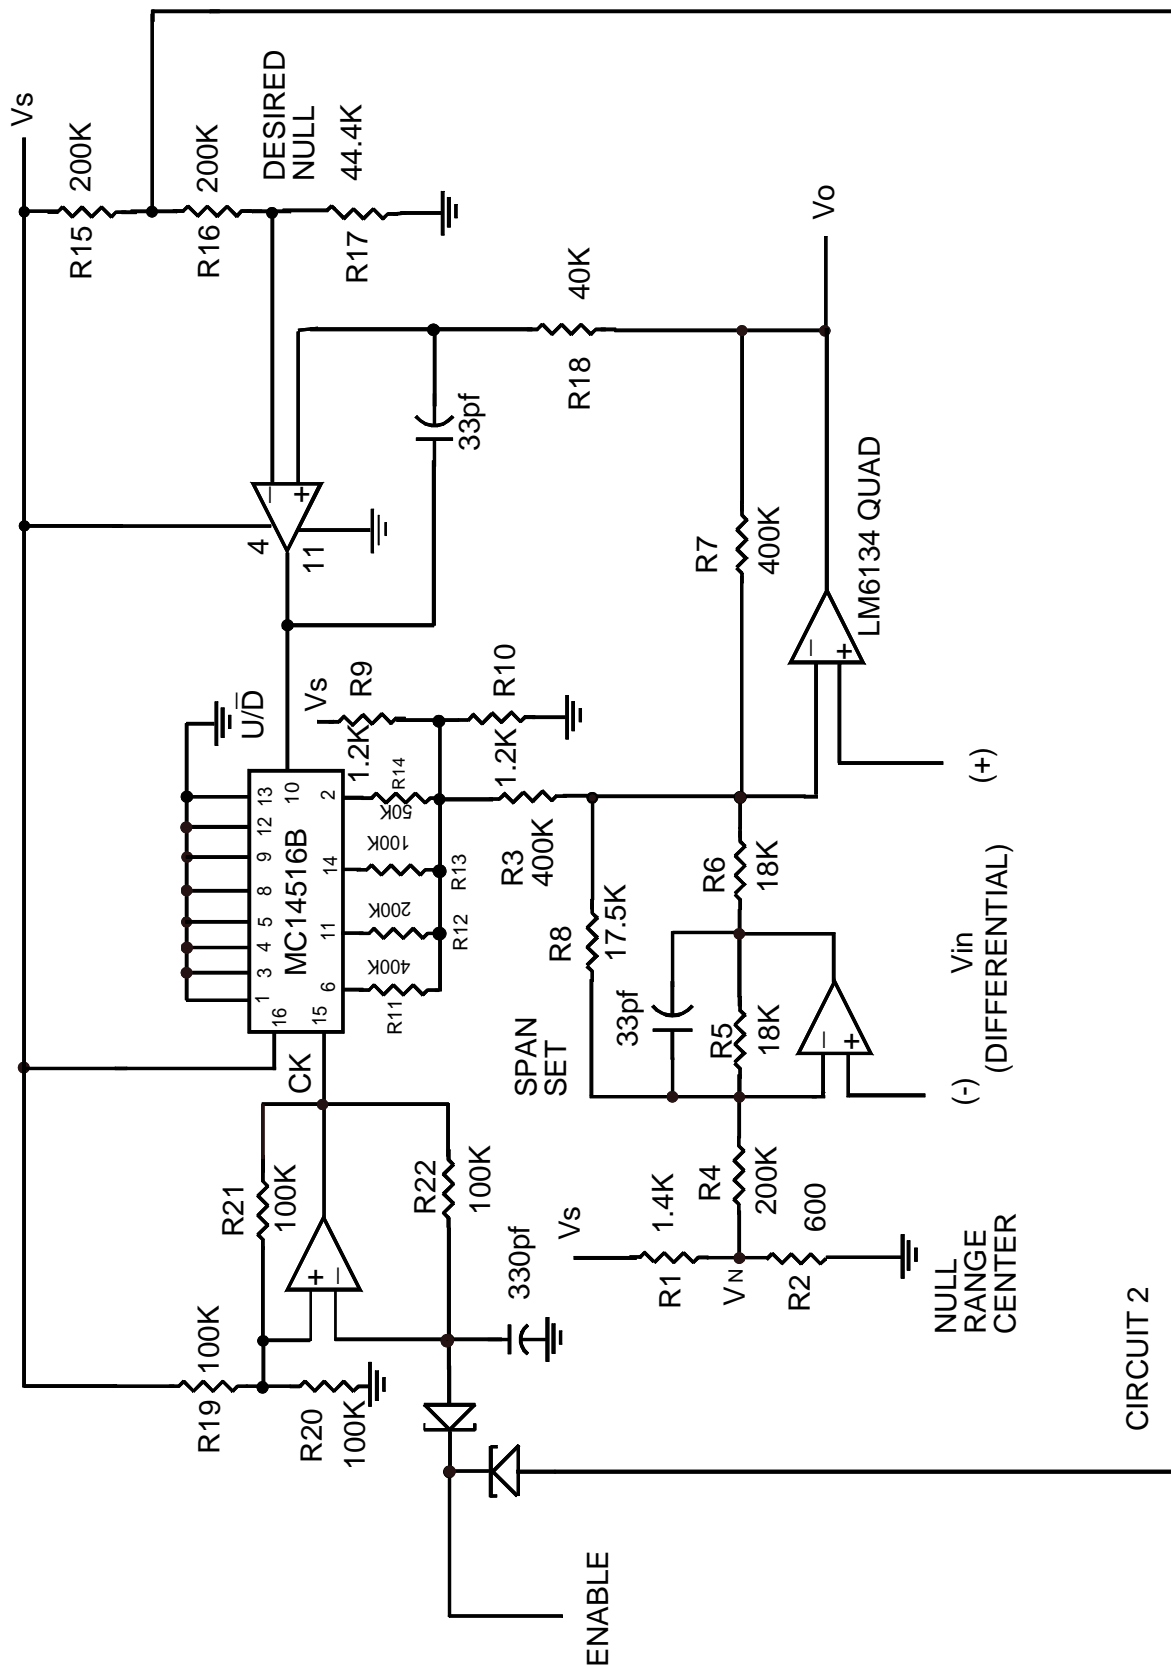 Vs
R15 200K
R16 200K
DESIRED
NULL
R17 44.4K
R18 40K
Vo
33pf
−
+
4
11
R7
400K
LM6134 QUAD
−
+
(+)
U/D̅
Vs
R9
1.2K
R10
1.2K
MC14516B
1 3 4 5 8 9 12 13
16
15
10
6 11 14 2
R11 400K
R12 200K
R13 100K
R14 50K
R3
400K
CK
R21
100K
R22
100K
R19 100K
R20
100K
+
−
330pf
ENABLE
SPAN
SET
R8
17.5K
33pf
R5
18K
R6
18K
−
+
(-)
Vin
(DIFFERENTIAL)
Vs
R1 1.4K
VN
R4
200K
R2 600
NULL
RANGE
CENTER
CIRCUIT 2